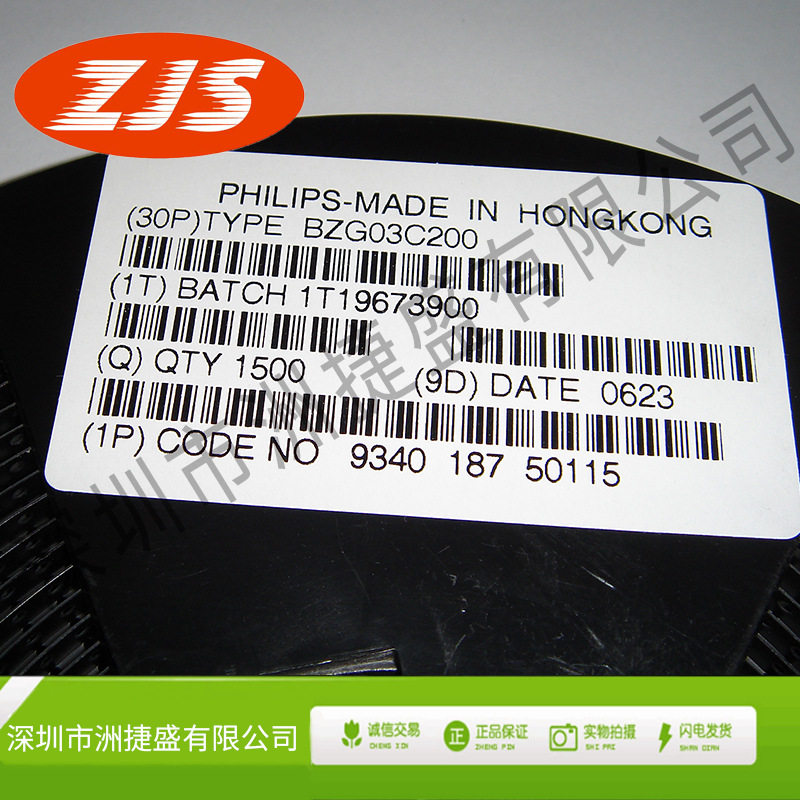 ZJS
PHILIPS-MADE IN HONGKONG
(30P)TYPE BZG03C200
(1T) BATCH 1T19673900
(Q) QTY 1500 (9D) DATE 0623
(1P) CODE NO 9340 187 50115
深圳市洲捷盛有限公司
深圳市洲捷盛有限公司
诚信交易
CHENG XIN
正品保证
ZHENG PIN
实物拍摄
SHI PAI
闪电发货
SHAN DIAN